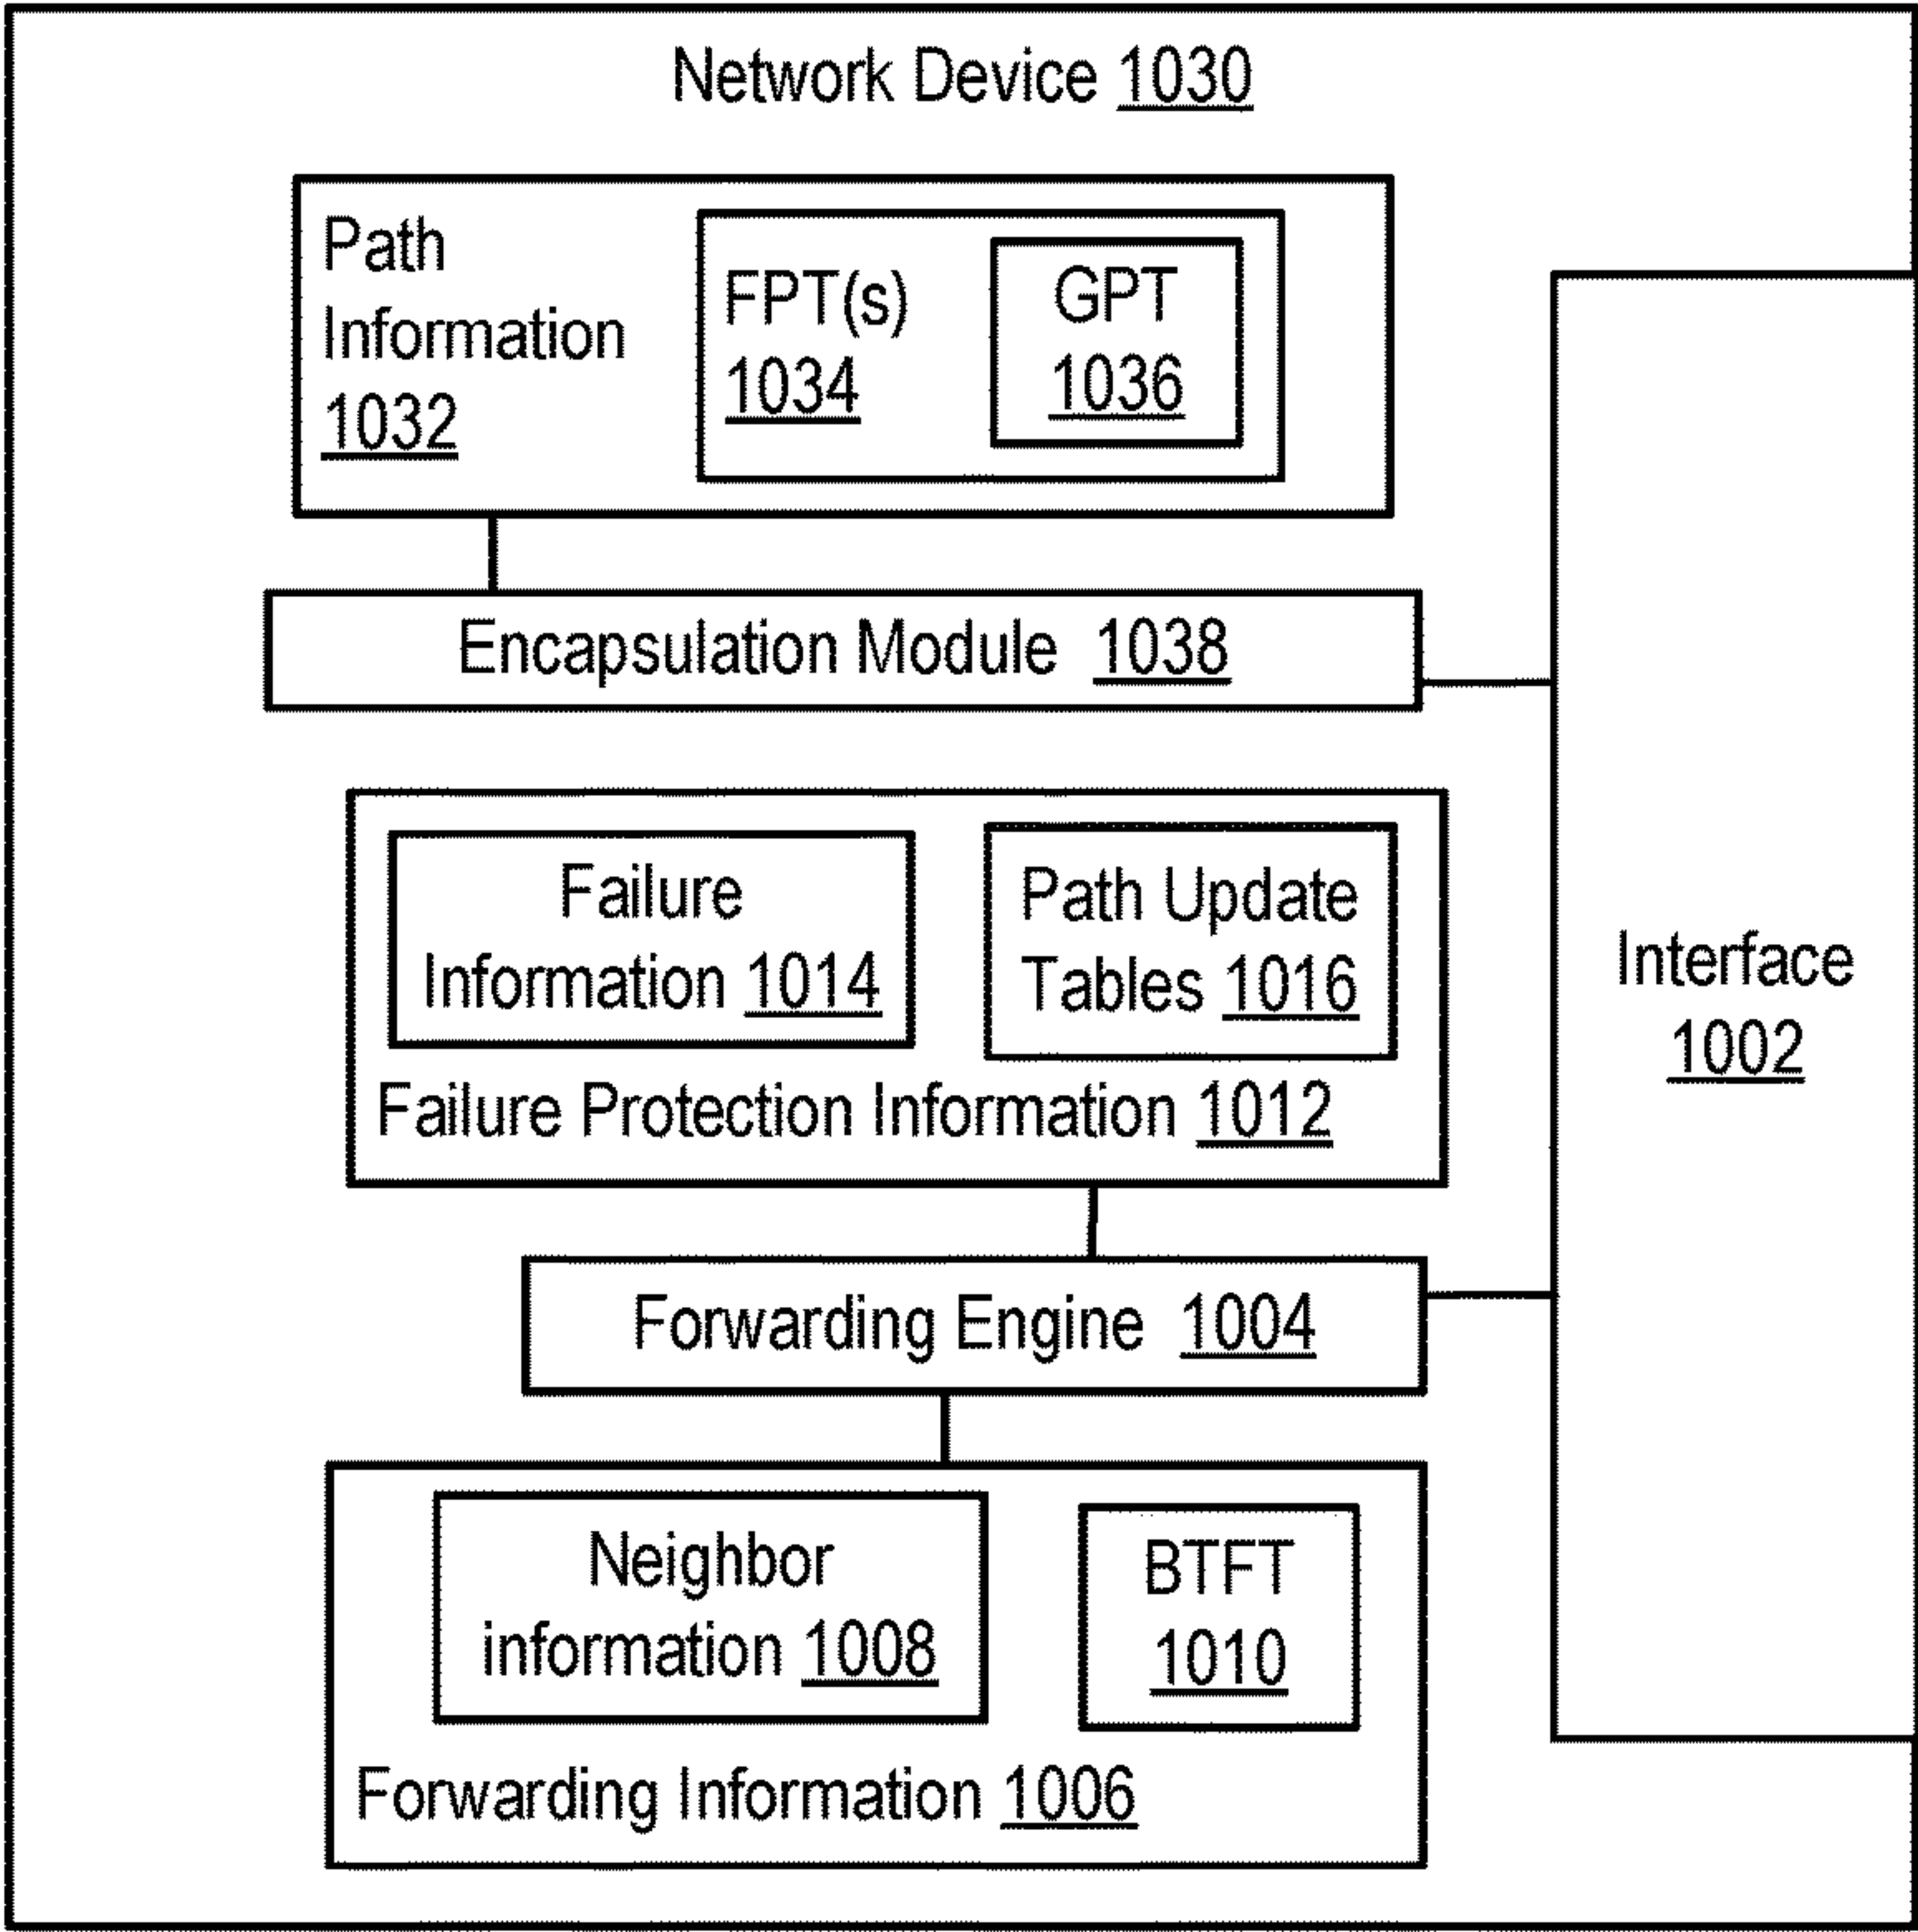 Network Device 1030
Path
Information
1032
FPT(s)
1034
GPT
1036
Encapsulation Module 1038
Failure
Information 1014
Path Update
Tables 1016
Failure Protection Information 1012
Interface
1002
Forwarding Engine 1004
Neighbor
information 1008
BTFT
1010
Forwarding Information 1006